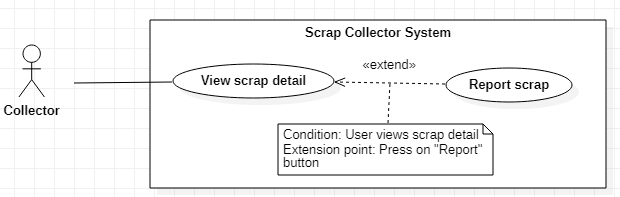 Scrap Collector System
«extend»
View scrap detail
Report scrap
Collector
Condition: User views scrap detail
Extension point: Press on "Report"
button